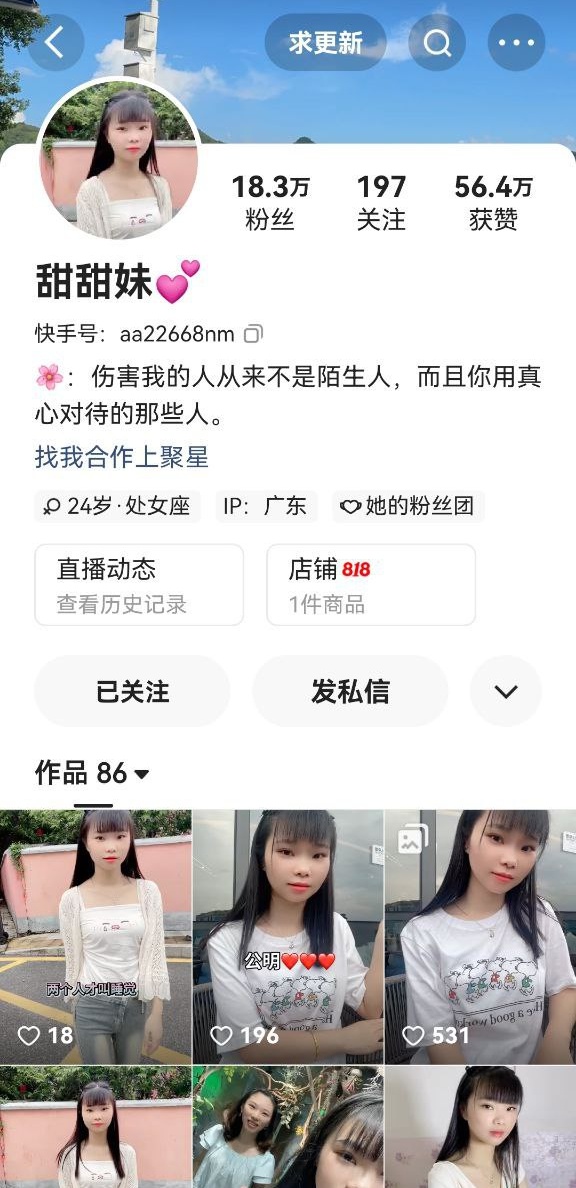 求更新
18.3万
197
56.4万
粉丝
关注
获赞
甜甜妹💕
快手号：aa22668nm
🌸：伤害我的人从来不是陌生人，而且你用真
心对待的那些人。
找我合作上聚星
24岁·处女座
IP：广东
她的粉丝团
直播动态
查看历史记录
店铺 818
1件商品
已关注
发私信
作品 86
两个人才叫睡觉
18
公明❤❤❤
196
531